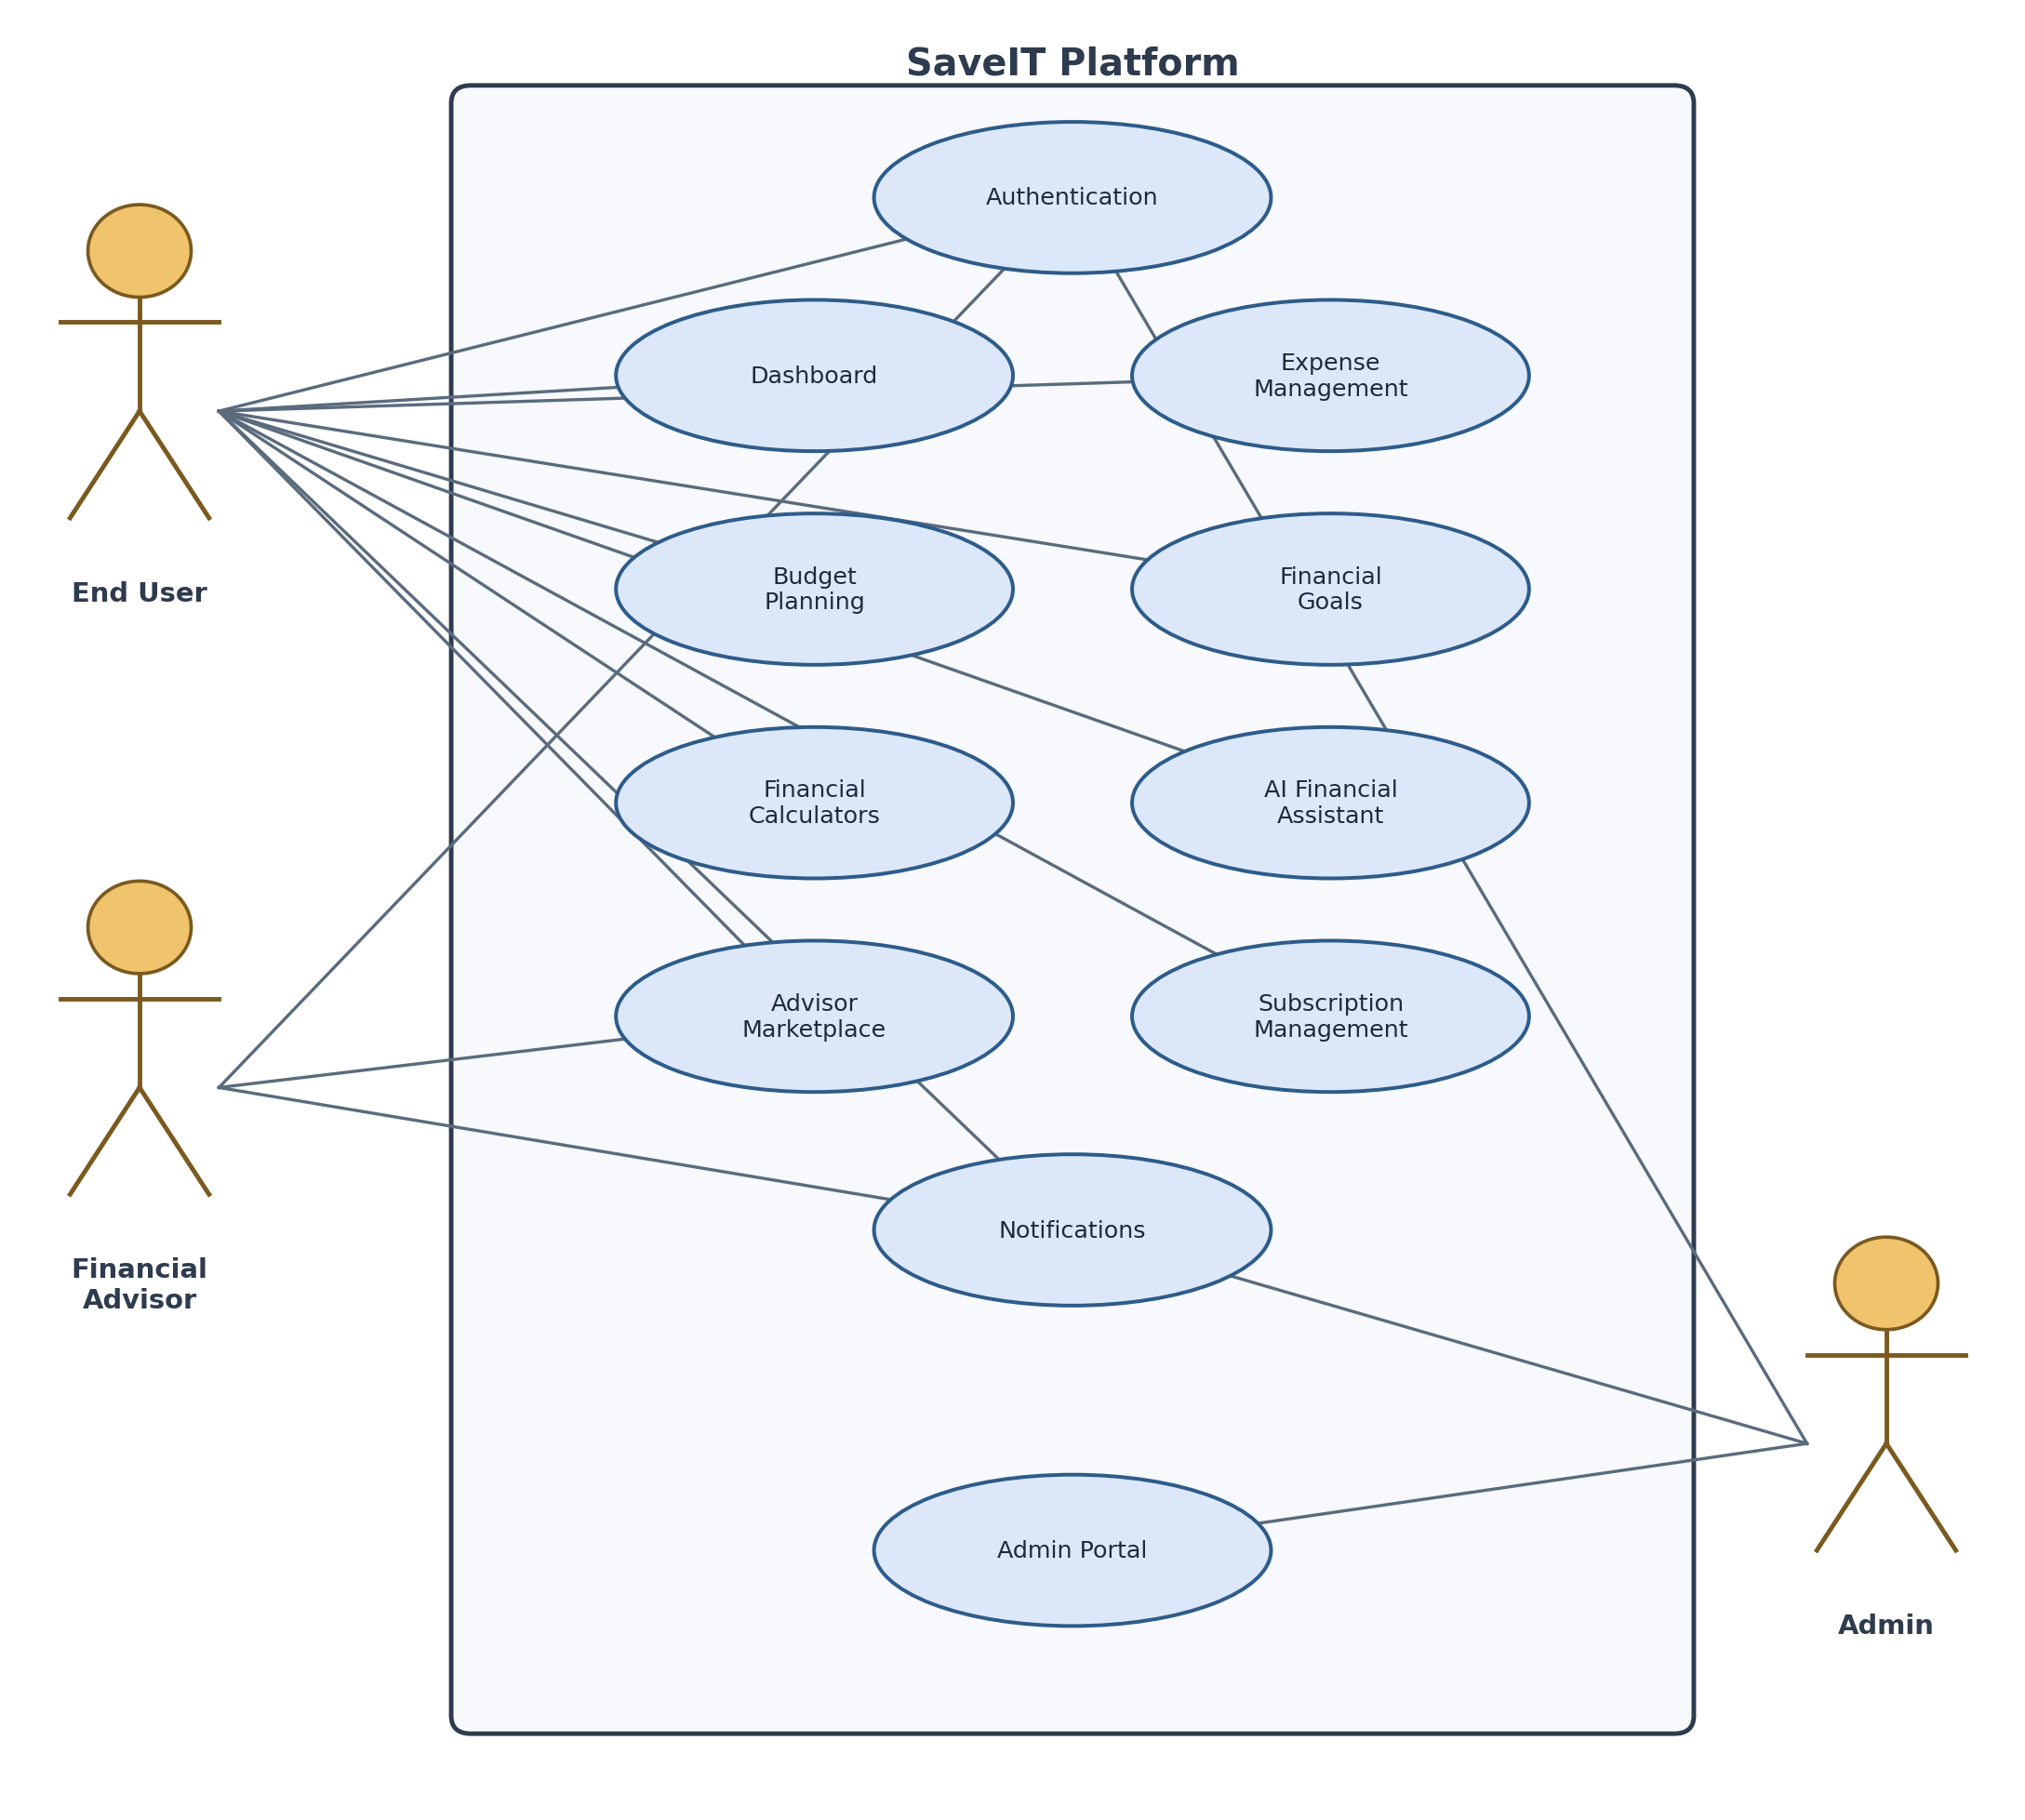 SaveIT Platform
Authentication
Dashboard
Expense
Management
Budget
Planning
Financial
Goals
End User
Financial
Calculators
AI Financial
Assistant
Advisor
Marketplace
Subscription
Management
Financial
Advisor
Notifications
Admin Portal
Admin